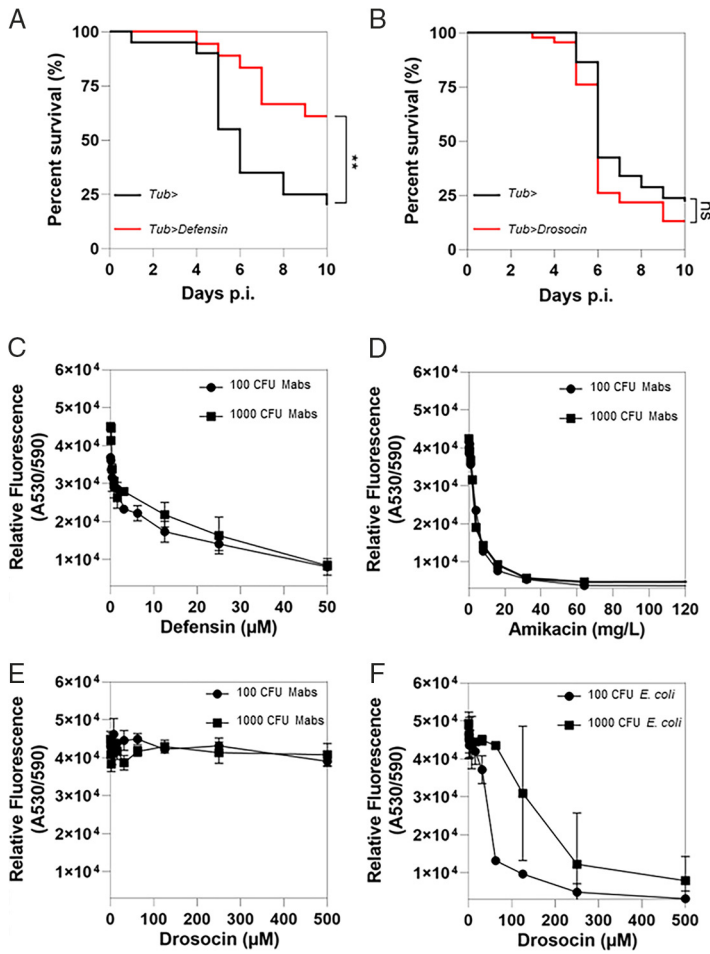 A
Percent survival (%)
100
75
50
25
0
Tub>
Tub>Defensin
**
0 2 4 6 8 10
Days p.i.
B
Percent survival (%)
100
75
50
25
0
Tub>
Tub>Drosocin
ns
0 2 4 6 8 10
Days p.i.
C
Relative Fluorescence
(A530/590)
6×10⁴
5×10⁴
4×10⁴
3×10⁴
2×10⁴
1×10⁴
100 CFU Mabs
1000 CFU Mabs
0 10 20 30 40 50
Defensin (µM)
D
Relative Fluorescence
(A530/590)
6×10⁴
5×10⁴
4×10⁴
3×10⁴
2×10⁴
1×10⁴
100 CFU Mabs
1000 CFU Mabs
0 20 40 60 80 100 120
Amikacin (mg/L)
E
Relative Fluorescence
(A530/590)
6×10⁴
5×10⁴
4×10⁴
3×10⁴
2×10⁴
1×10⁴
100 CFU Mabs
1000 CFU Mabs
0 100 200 300 400 500
Drosocin (µM)
F
Relative Fluorescence
(A530/590)
6×10⁴
5×10⁴
4×10⁴
3×10⁴
2×10⁴
1×10⁴
100 CFU E. coli
1000 CFU E. coli
0 100 200 300 400 500
Drosocin (µM)